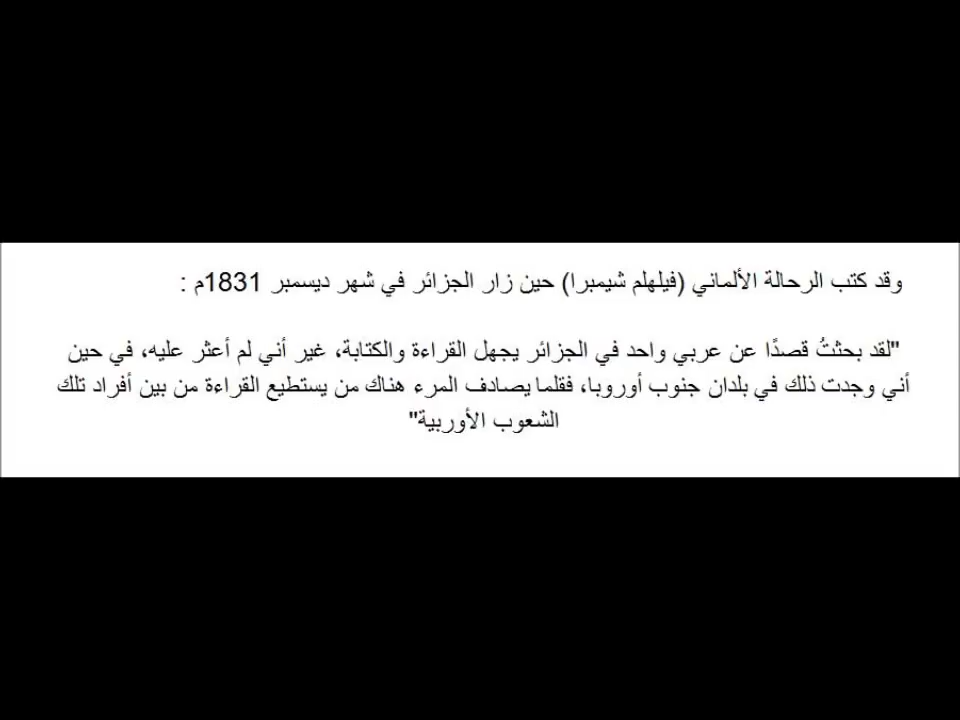 وقد كتب الرحالة الألماني (فيلهلم شيمبرا) حين زار الجزائر في شهر ديسمبر 1831م :
"لقد بحثتُ قصدًا عن عربي واحد في الجزائر يجهل القراءة والكتابة، غير أني لم أعثر عليه، في حين
أني وجدت ذلك في بلدان جنوب أوروبا، فقلما يصادف المرء هناك من يستطيع القراءة من بين أفراد تلك
الشعوب الأوربية"